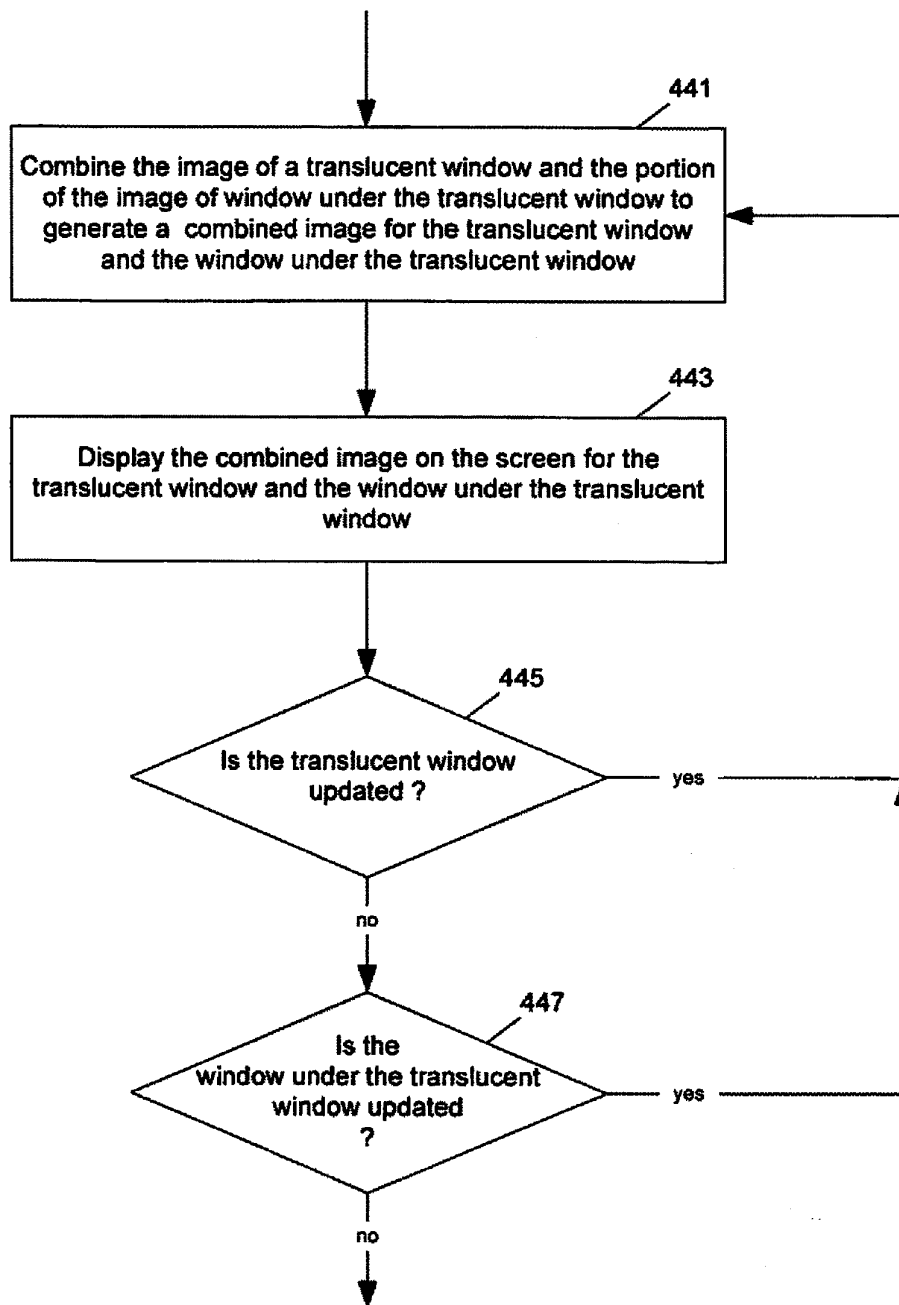 441
Combine the image of a translucent window and the portion
of the image of window under the translucent window to
generate a combined image for the translucent window
and the window under the translucent window
443
Display the combined image on the screen for the
translucent window and the window under the translucent
window
445
Is the translucent window
updated ?
yes
no
447
Is the
window under the translucent
window updated
?
yes
no